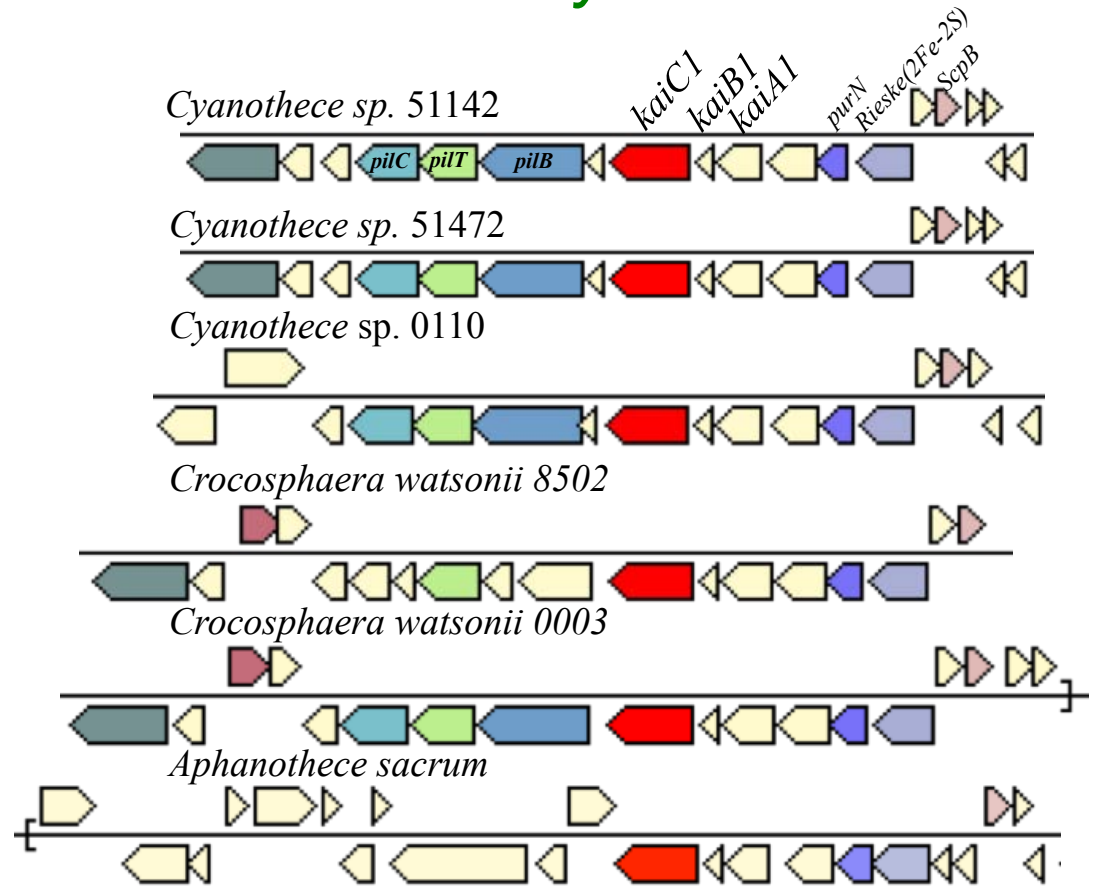 kaiC1 kaiB1 kaiA1 purN Rieske(2Fe-2S) ScpB
Cyanothece sp. 51142
pilC pilT pilB
Cyanothece sp. 51472
Cyanothece sp. 0110
Crocosphaera watsonii 8502
Crocosphaera watsonii 0003
Aphanothece sacrum